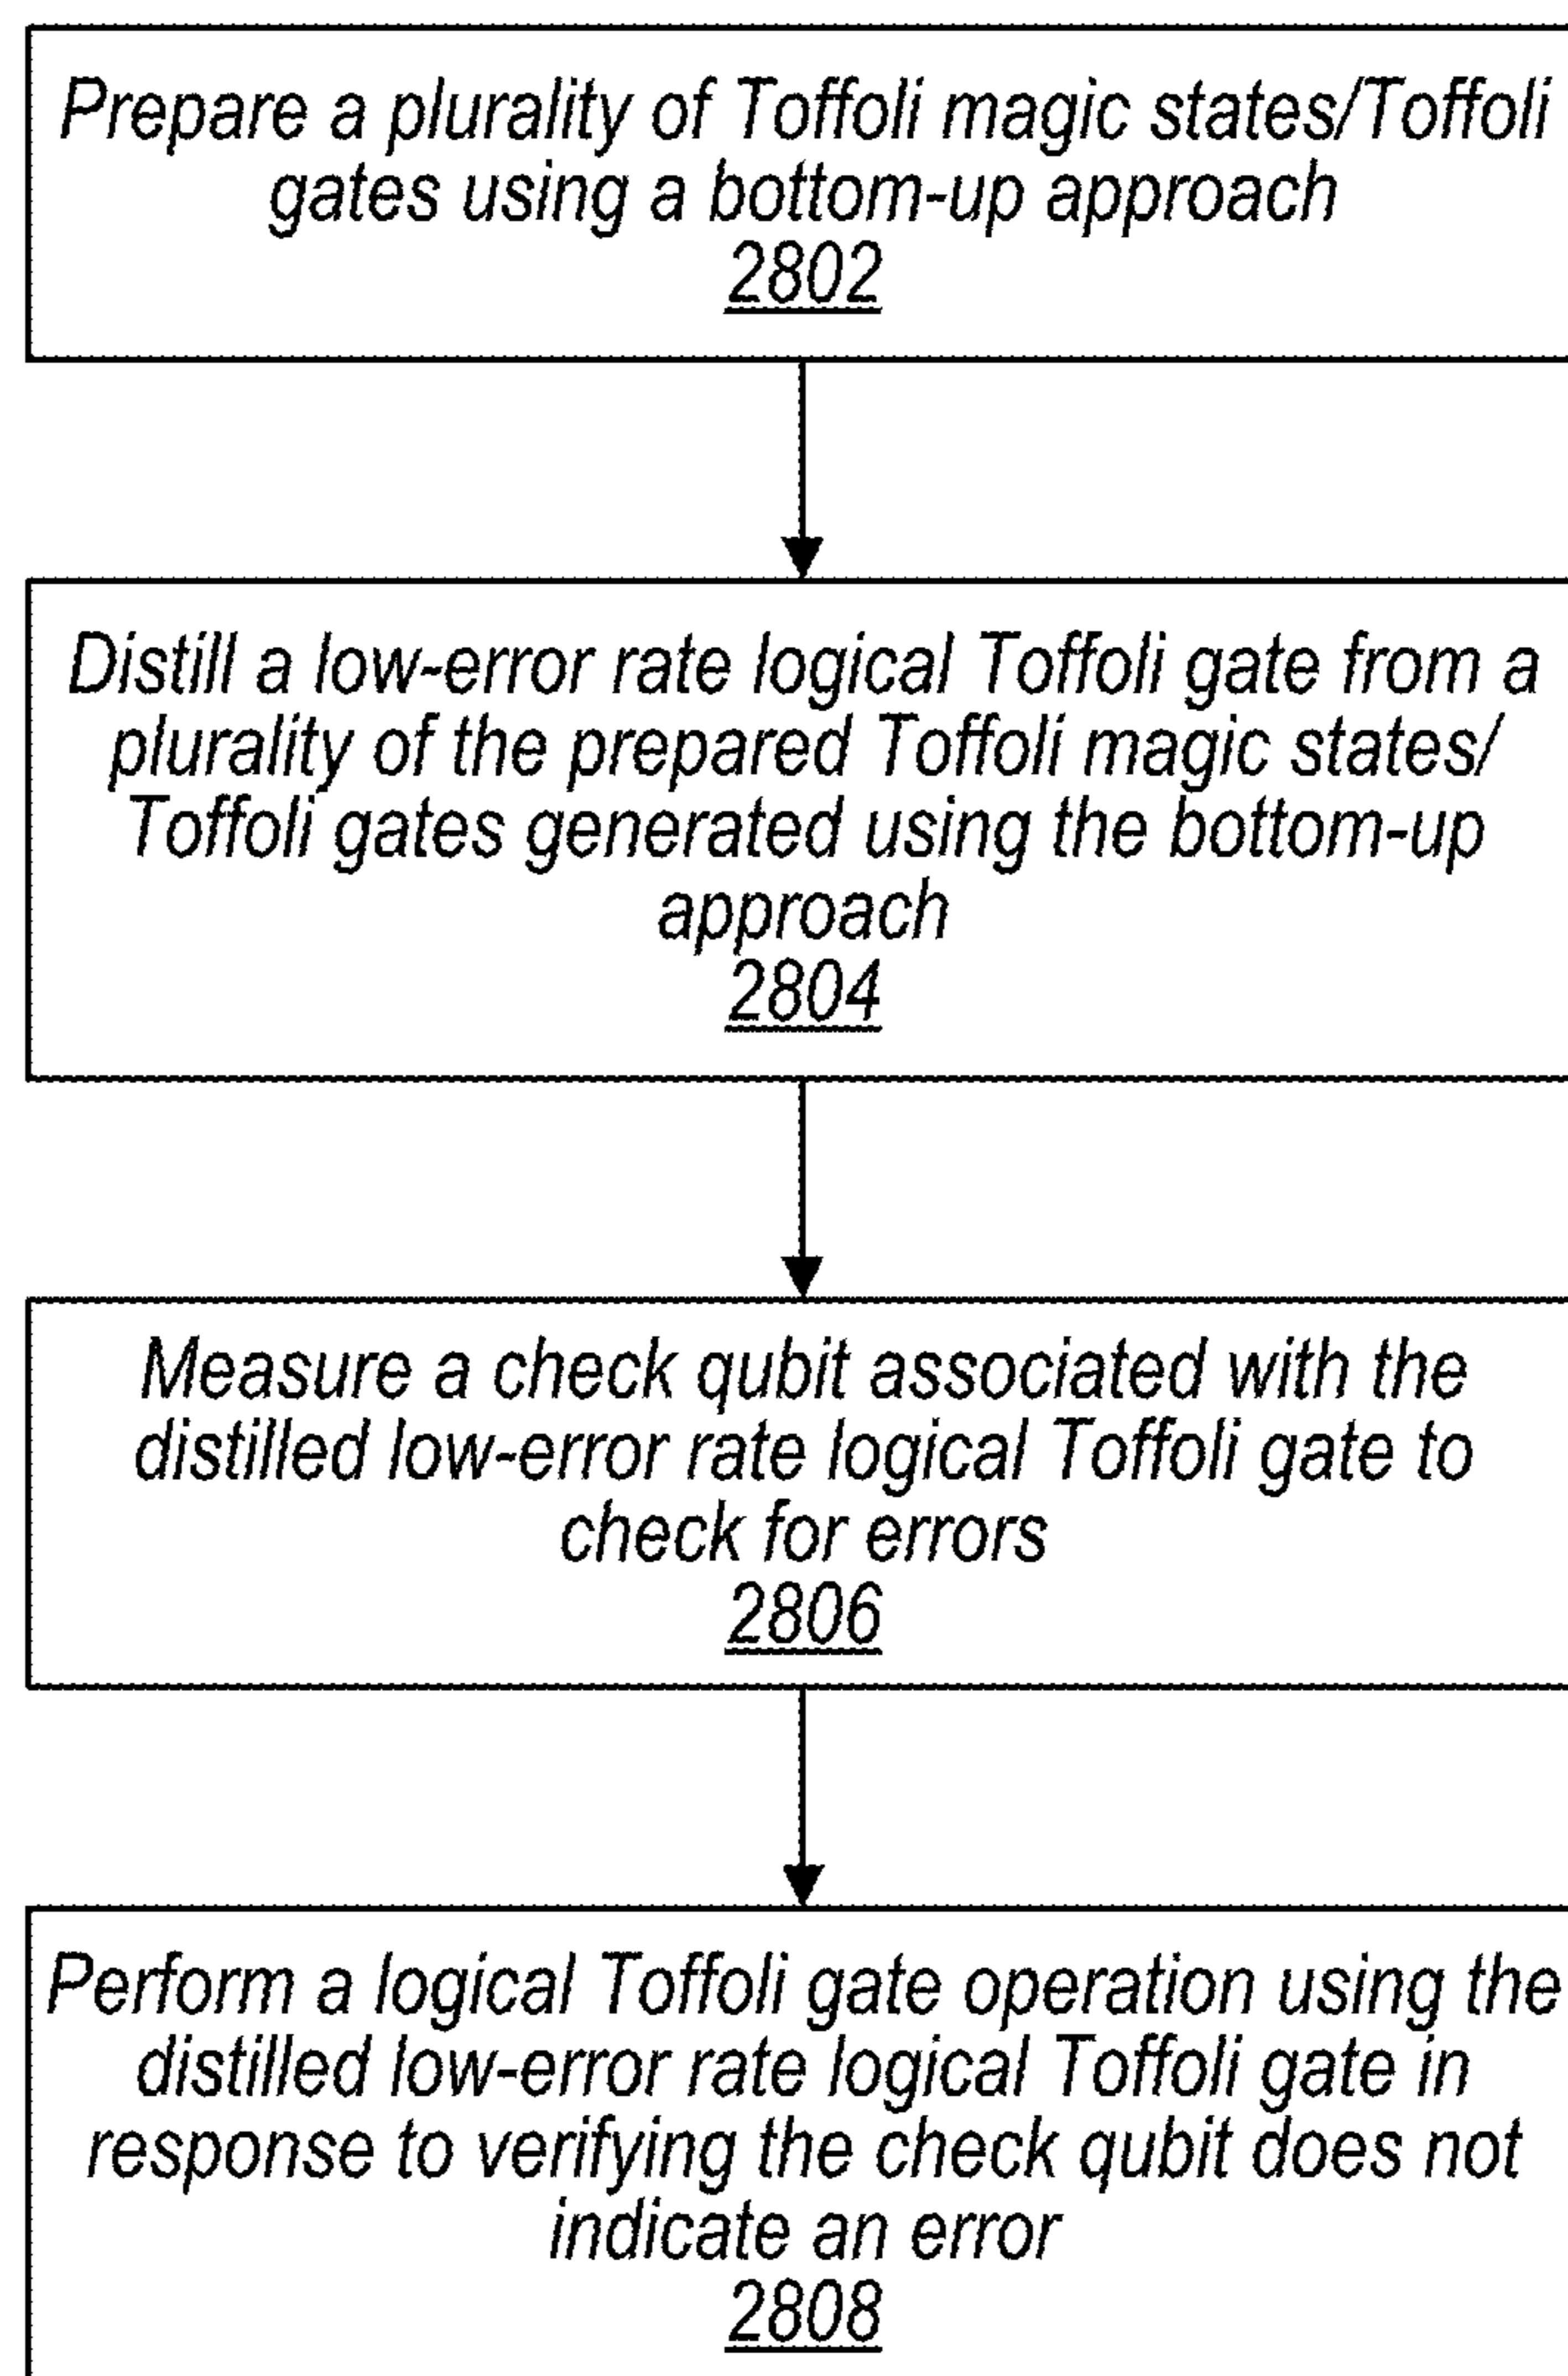 Prepare a plurality of Toffoli magic states/Toffoli
gates using a bottom-up approach
2802
Distill a low-error rate logical Toffoli gate from a
plurality of the prepared Toffoli magic states/
Toffoli gates generated using the bottom-up
approach
2804
Measure a check qubit associated with the
distilled low-error rate logical Toffoli gate to
check for errors
2806
Perform a logical Toffoli gate operation using the
distilled low-error rate logical Toffoli gate in
response to verifying the check qubit does not
indicate an error
2808